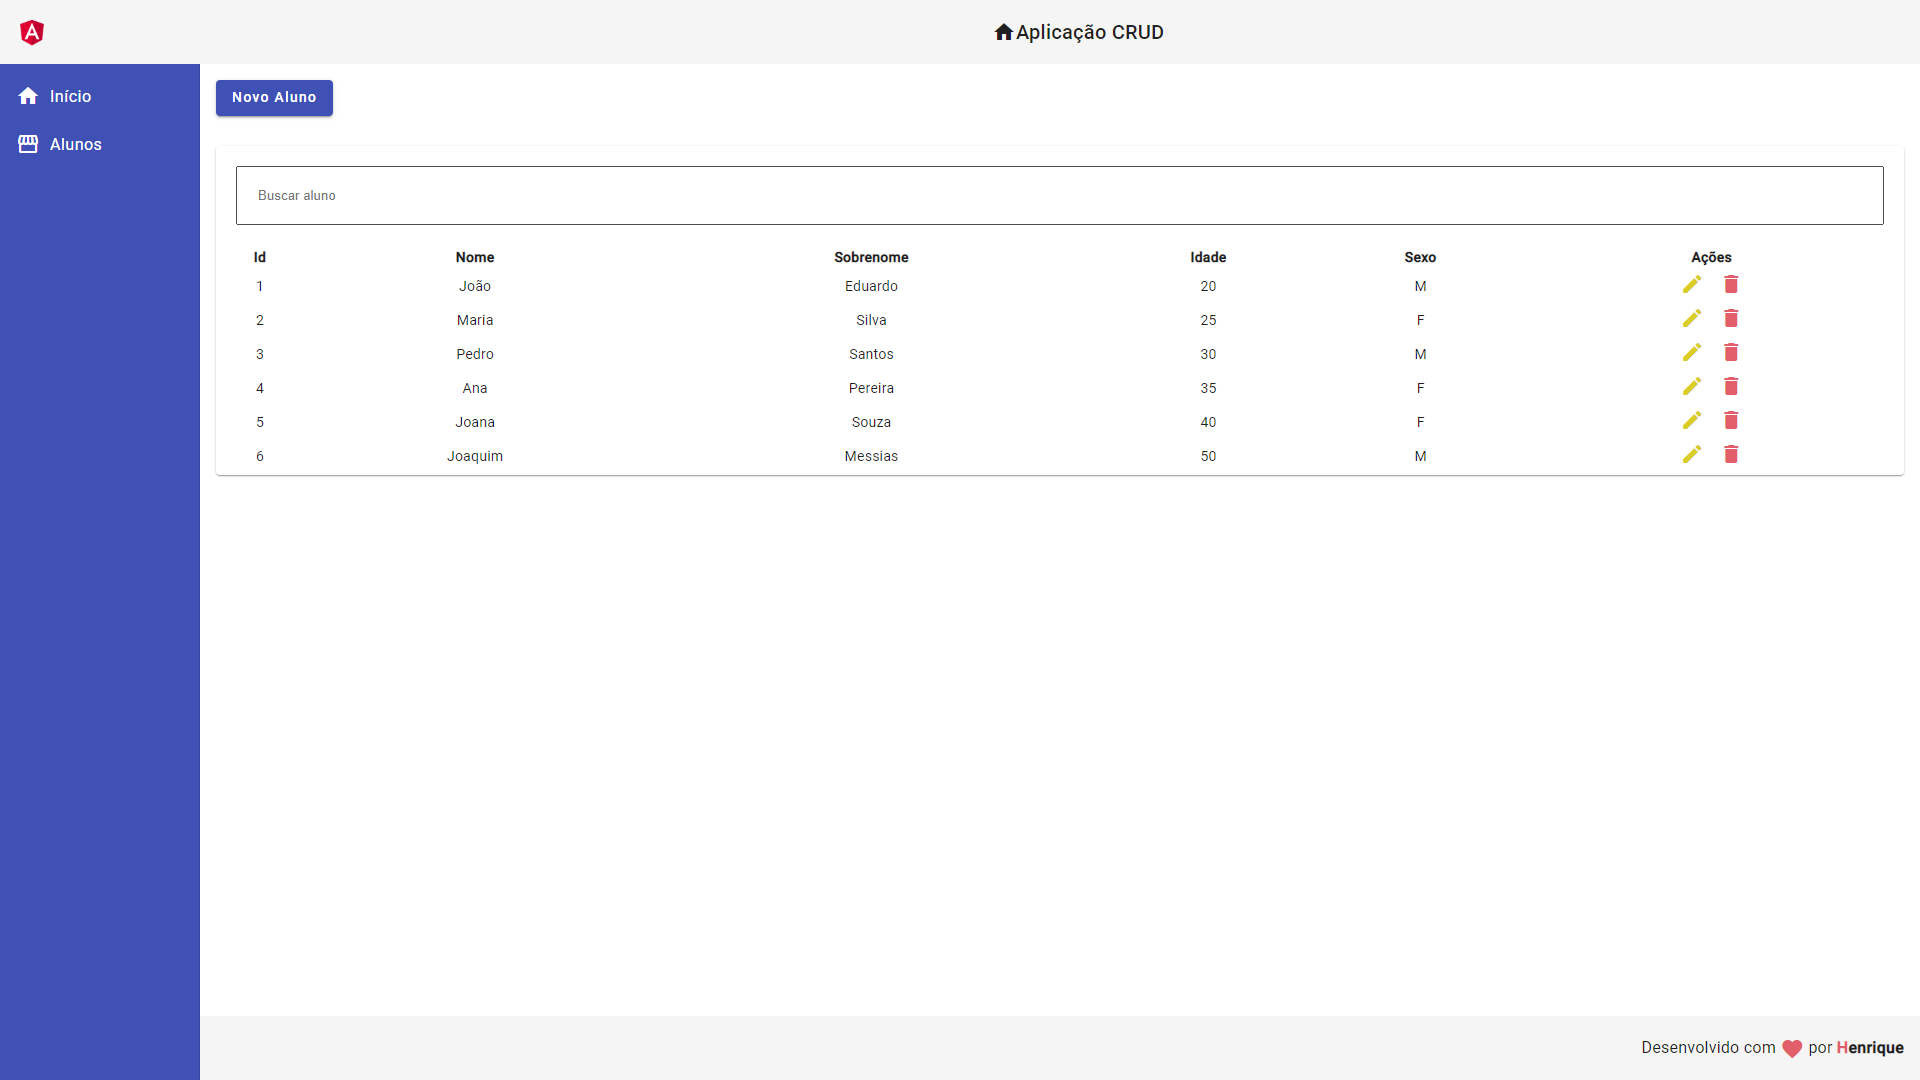 Aplicação CRUD
Início
Alunos
Novo Aluno
Buscar aluno
Id Nome Sobrenome Idade Sexo Ações
1 João Eduardo 20 M
2 Maria Silva 25 F
3 Pedro Santos 30 M
4 Ana Pereira 35 F
5 Joana Souza 40 F
6 Joaquim Messias 50 M
Desenvolvido com por Henrique